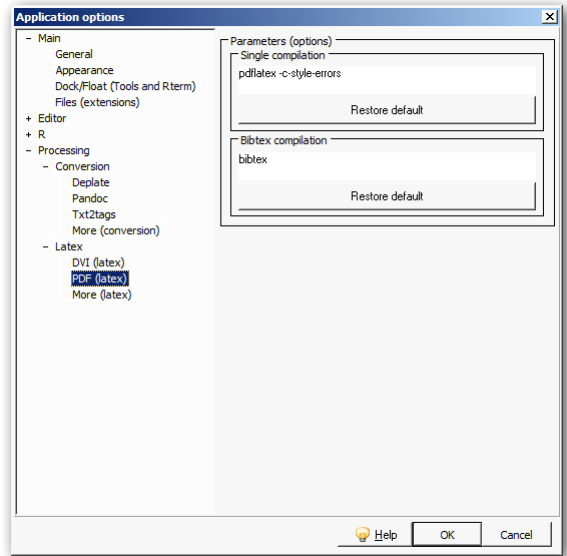 Application options
- Main
General
Appearance
Dock/Float (Tools and Rterm)
Files (extensions)
+ Editor
+ R
- Processing
- Conversion
Deplate
Pandoc
Txt2tags
More (conversion)
- Latex
DVI (latex)
PDF (latex)
More (latex)
Parameters (options)
Single compilation
pdflatex -c-style-errors
Restore default
Bibtex compilation
bibtex
Restore default
Help OK Cancel